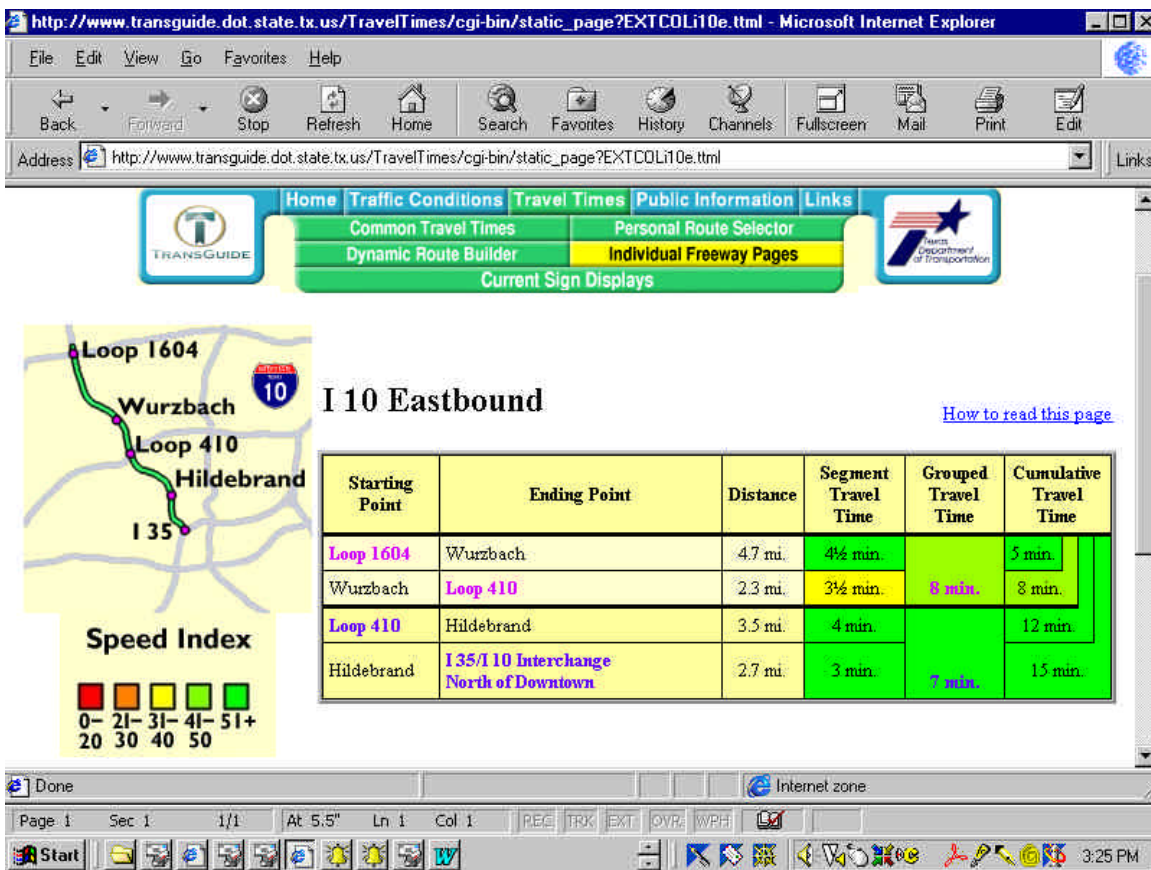 http://www.transguide.dot.state.tx.us/TravelTimes/cgi-bin/static_page?EXTCOLi10e.ttml - Microsoft Internet Explorer
File Edit View Go Favorites Help
Back Forward Stop Refresh Home Search Favorites History Channels Fullscreen Mail Print Edit
Address http://www.transguide.dot.state.tx.us/TravelTimes/cgi-bin/static_page?EXTCOLi10e.ttml Links
Home Traffic Conditions Travel Times Public Information Links
Common Travel Times Personal Route Selector
Dynamic Route Builder Individual Freeway Pages
Current Sign Displays
T
TRANSGUIDE
Texas
Department
of Transportation
Loop 1604
10
Wurzbach
Loop 410
Hildebrand
I 35
I 10 Eastbound
How to read this page
Starting Point Ending Point Distance Segment Travel Time Grouped Travel Time Cumulative Travel Time
Loop 1604 Wurzbach 4.7 mi. 4½ min. 5 min.
Wurzbach Loop 410 2.3 mi. 3½ min. 8 min. 8 min.
Loop 410 Hildebrand 3.5 mi. 4 min. 12 min.
Hildebrand I 35/I 10 Interchange North of Downtown 2.7 mi. 3 min. 7 min. 15 min.
Speed Index
0– 21– 31– 41– 51+
20 30 40 50
Done Internet zone
Page 1 Sec 1 1/1 At 5.5" Ln 1 Col 1 REC TRK EXT OVR WPH
Start 3:25 PM